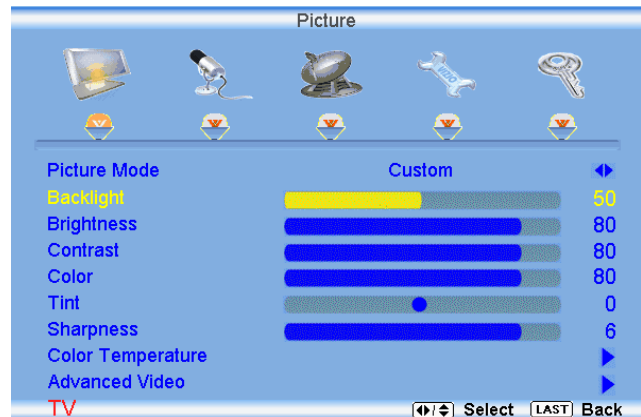 Picture
Picture Mode Custom
Backlight 50
Brightness 80
Contrast 80
Color 80
Tint 0
Sharpness 6
Color Temperature
Advanced Video
TV Select LAST Back